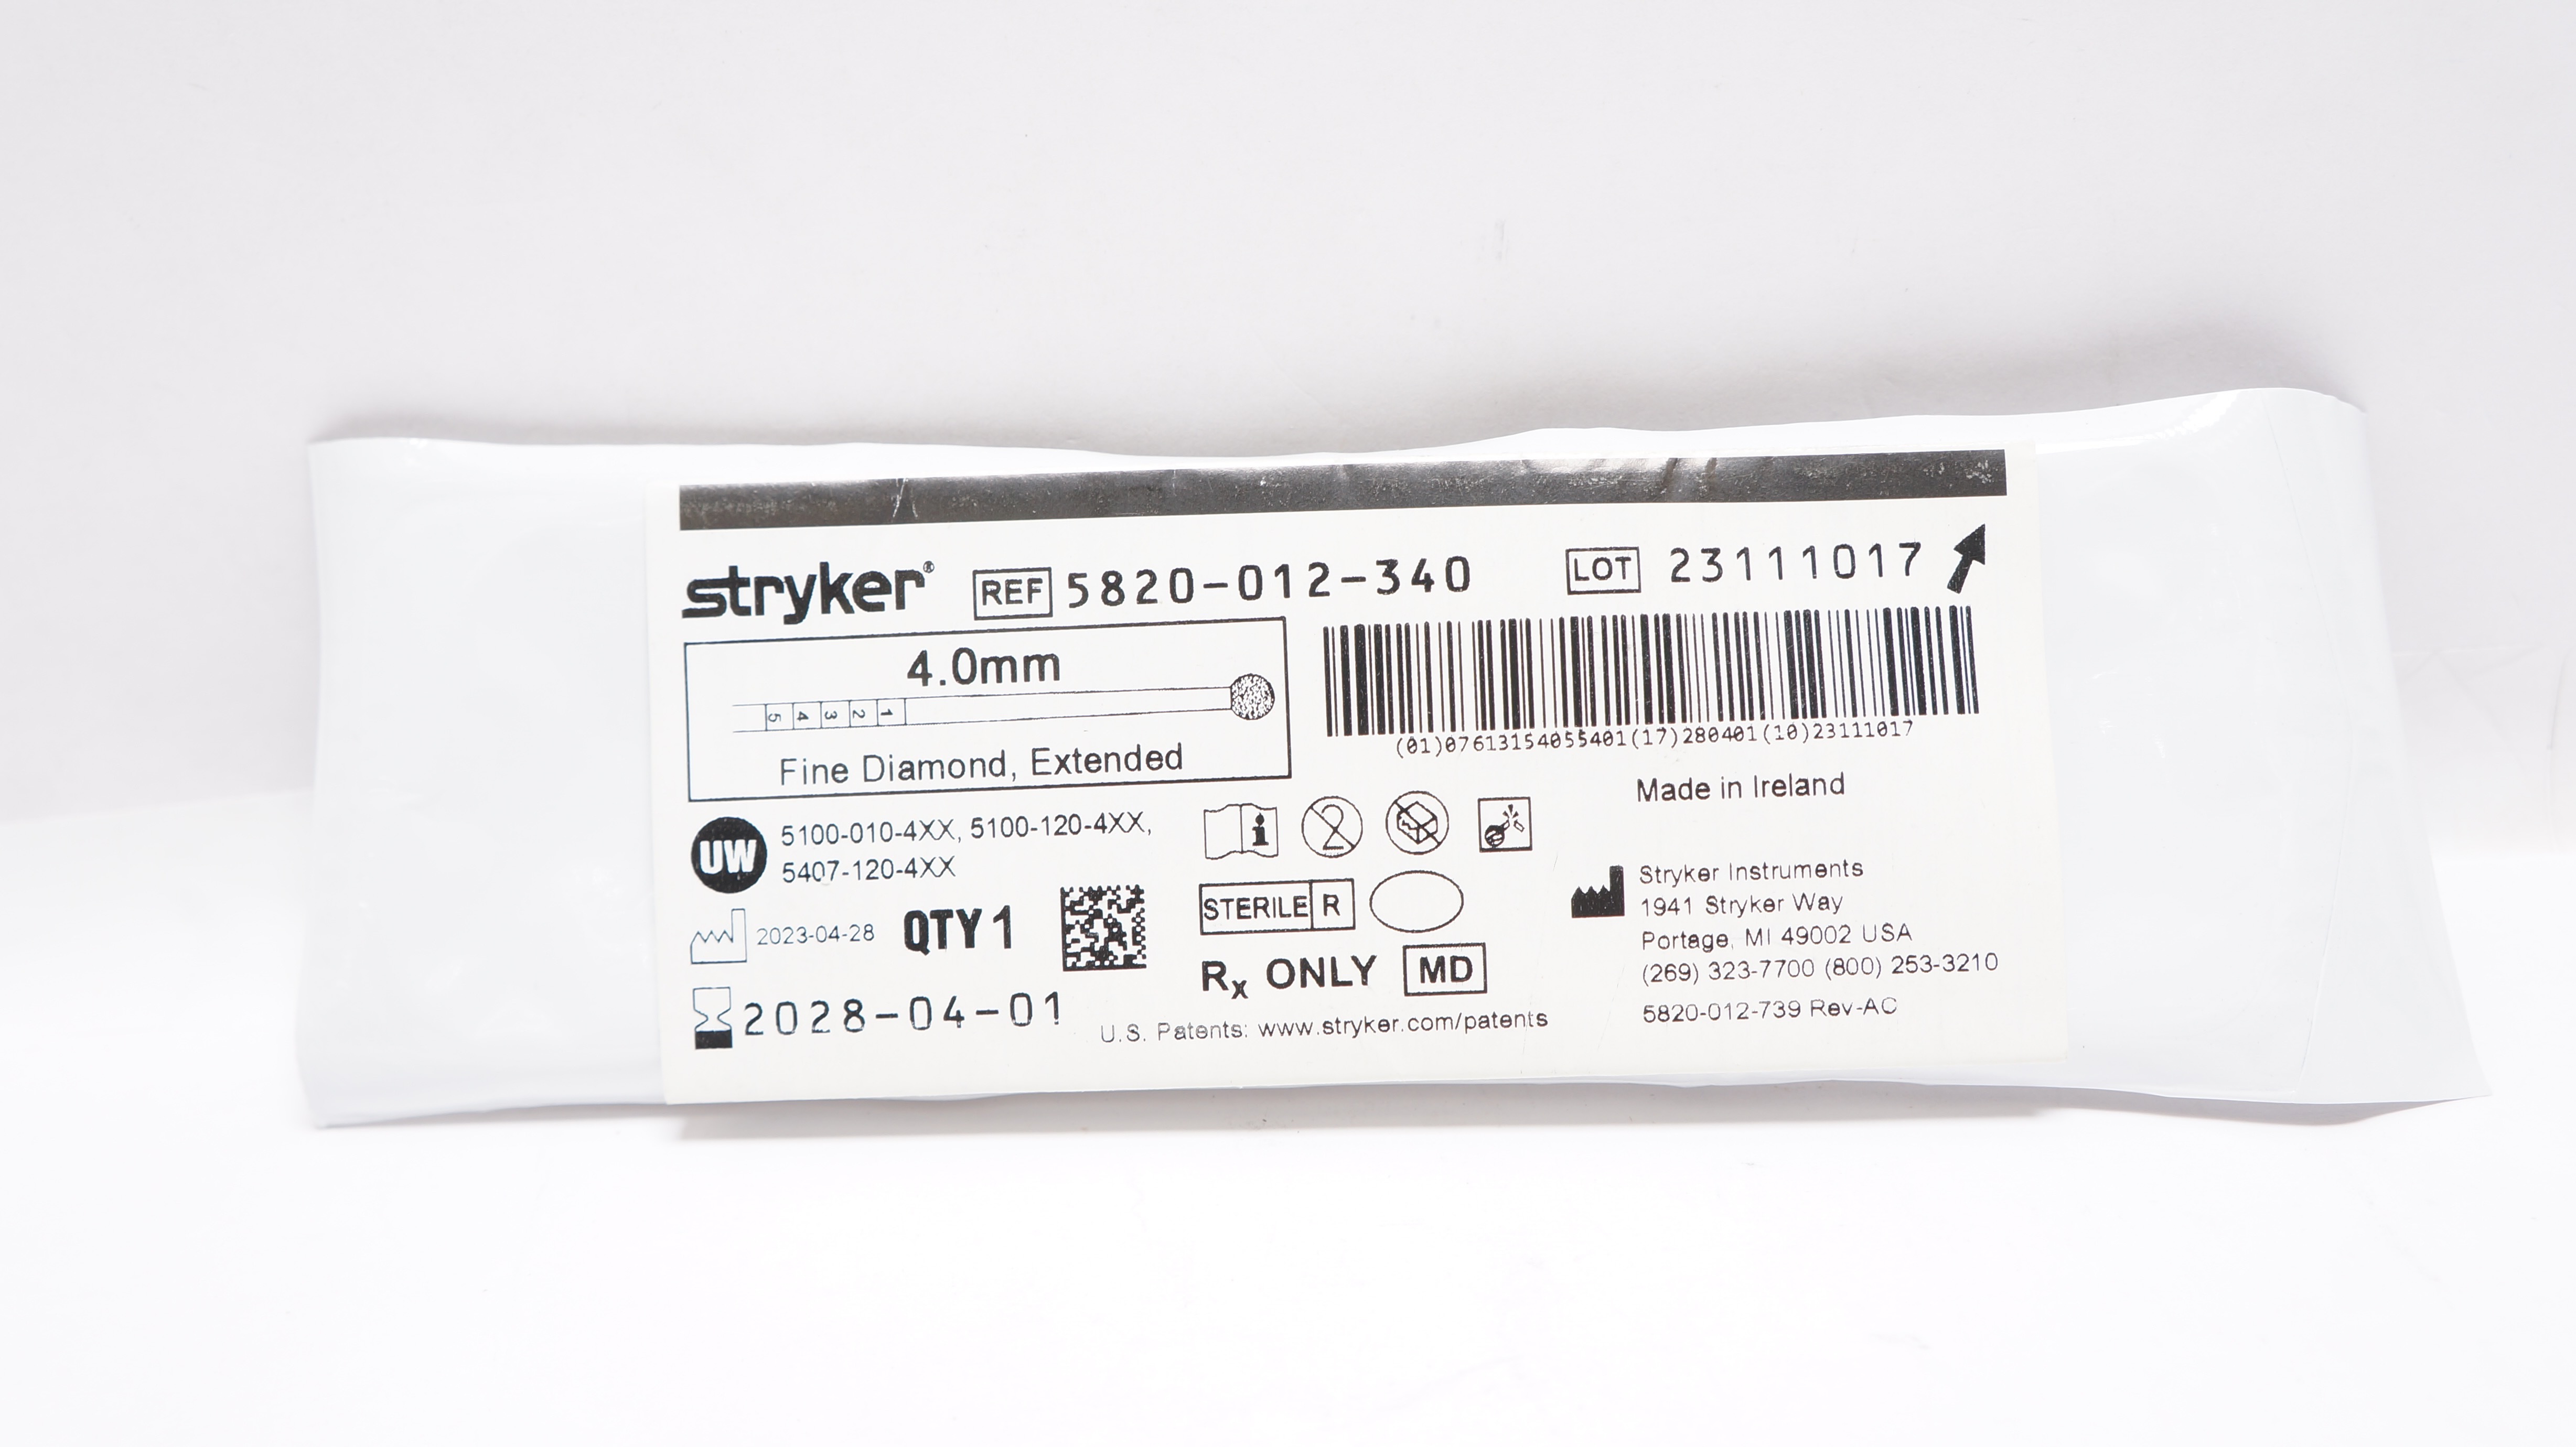 stryker®
REF 5820-012-340
LOT 23111017
4.0mm
5 4 3 2 1
Fine Diamond, Extended
(01)07613154055401(17)280401(10)23111017
Made in Ireland
UW 5100-010-4XX, 5100-120-4XX,
5407-120-4XX
2023-04-28 QTY 1
2028-04-01
i
2
STERILE R
Rx ONLY MD
U.S. Patents: www.stryker.com/patents
Stryker Instruments
1941 Stryker Way
Portage, MI 49002 USA
(269) 323-7700 (800) 253-3210
5820-012-739 Rev-AC